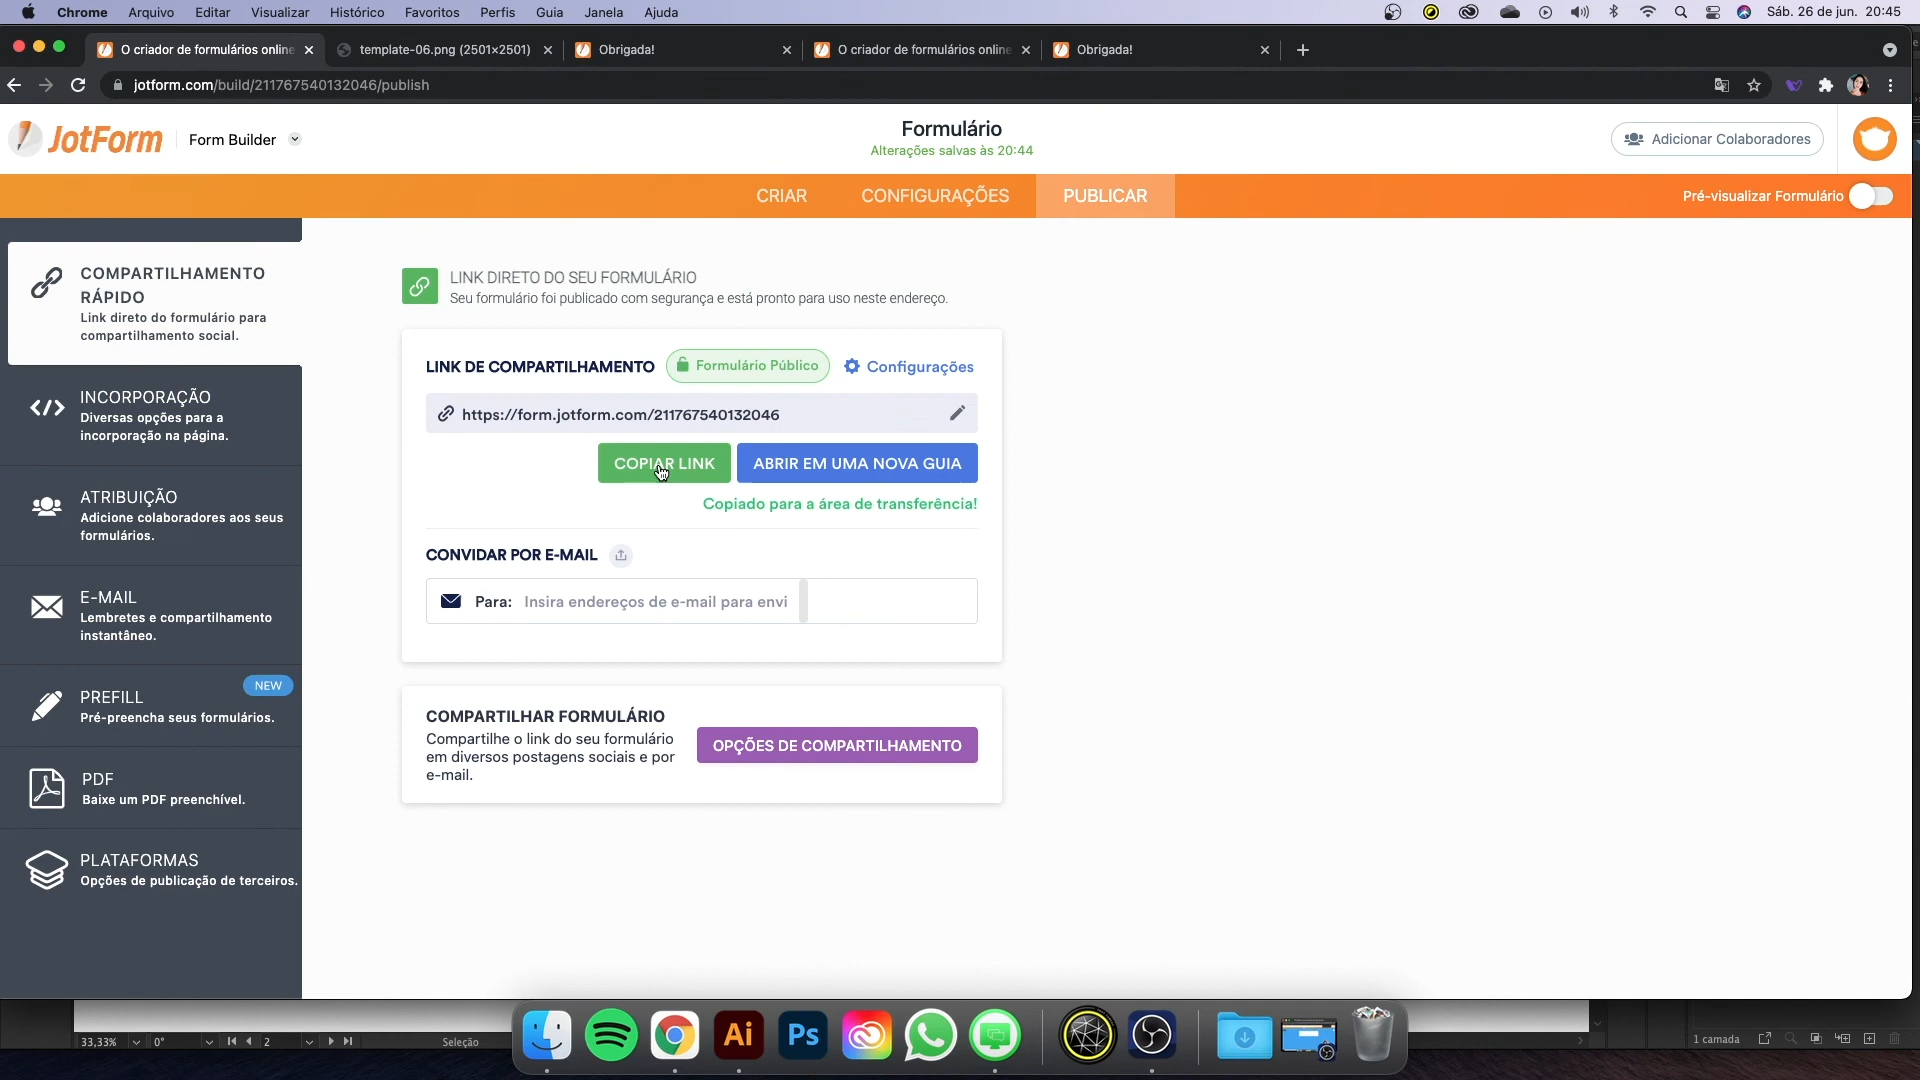 Chrome Arquivo Editar Visualizar Histórico Favoritos Perfis Guia Janela Ajuda Sáb. 26 de jun. 20:45
O criador de formulários online template-06.png (2501×2501) Obrigada! O criador de formulários online Obrigada!
jotform.com/build/211767540132046/publish
JotForm Form Builder
Formulário
Alterações salvas às 20:44
Adicionar Colaboradores
CRIAR CONFIGURAÇÕES PUBLICAR Pré-visualizar Formulário
COMPARTILHAMENTO
RÁPIDO
Link direto do formulário para
compartilhamento social.
INCORPORAÇÃO
Diversas opções para a
incorporação na página.
ATRIBUIÇÃO
Adicione colaboradores aos seus
formulários.
E-MAIL
Lembretes e compartilhamento
instantâneo.
PREFILL NEW
Pré-preencha seus formulários.
PDF
Baixe um PDF preenchível.
PLATAFORMAS
Opções de publicação de terceiros.
LINK DIRETO DO SEU FORMULÁRIO
Seu formulário foi publicado com segurança e está pronto para uso neste endereço.
LINK DE COMPARTILHAMENTO Formulário Público Configurações
https://form.jotform.com/211767540132046
COPIAR LINK ABRIR EM UMA NOVA GUIA
Copiado para a área de transferência!
CONVIDAR POR E-MAIL
Para: Insira endereços de e-mail para envi
COMPARTILHAR FORMULÁRIO
Compartilhe o link do seu formulário
em diversos postagens sociais e por
e-mail.
OPÇÕES DE COMPARTILHAMENTO
Ai Ps
33,33% 0° 2 Seleção 1 camada